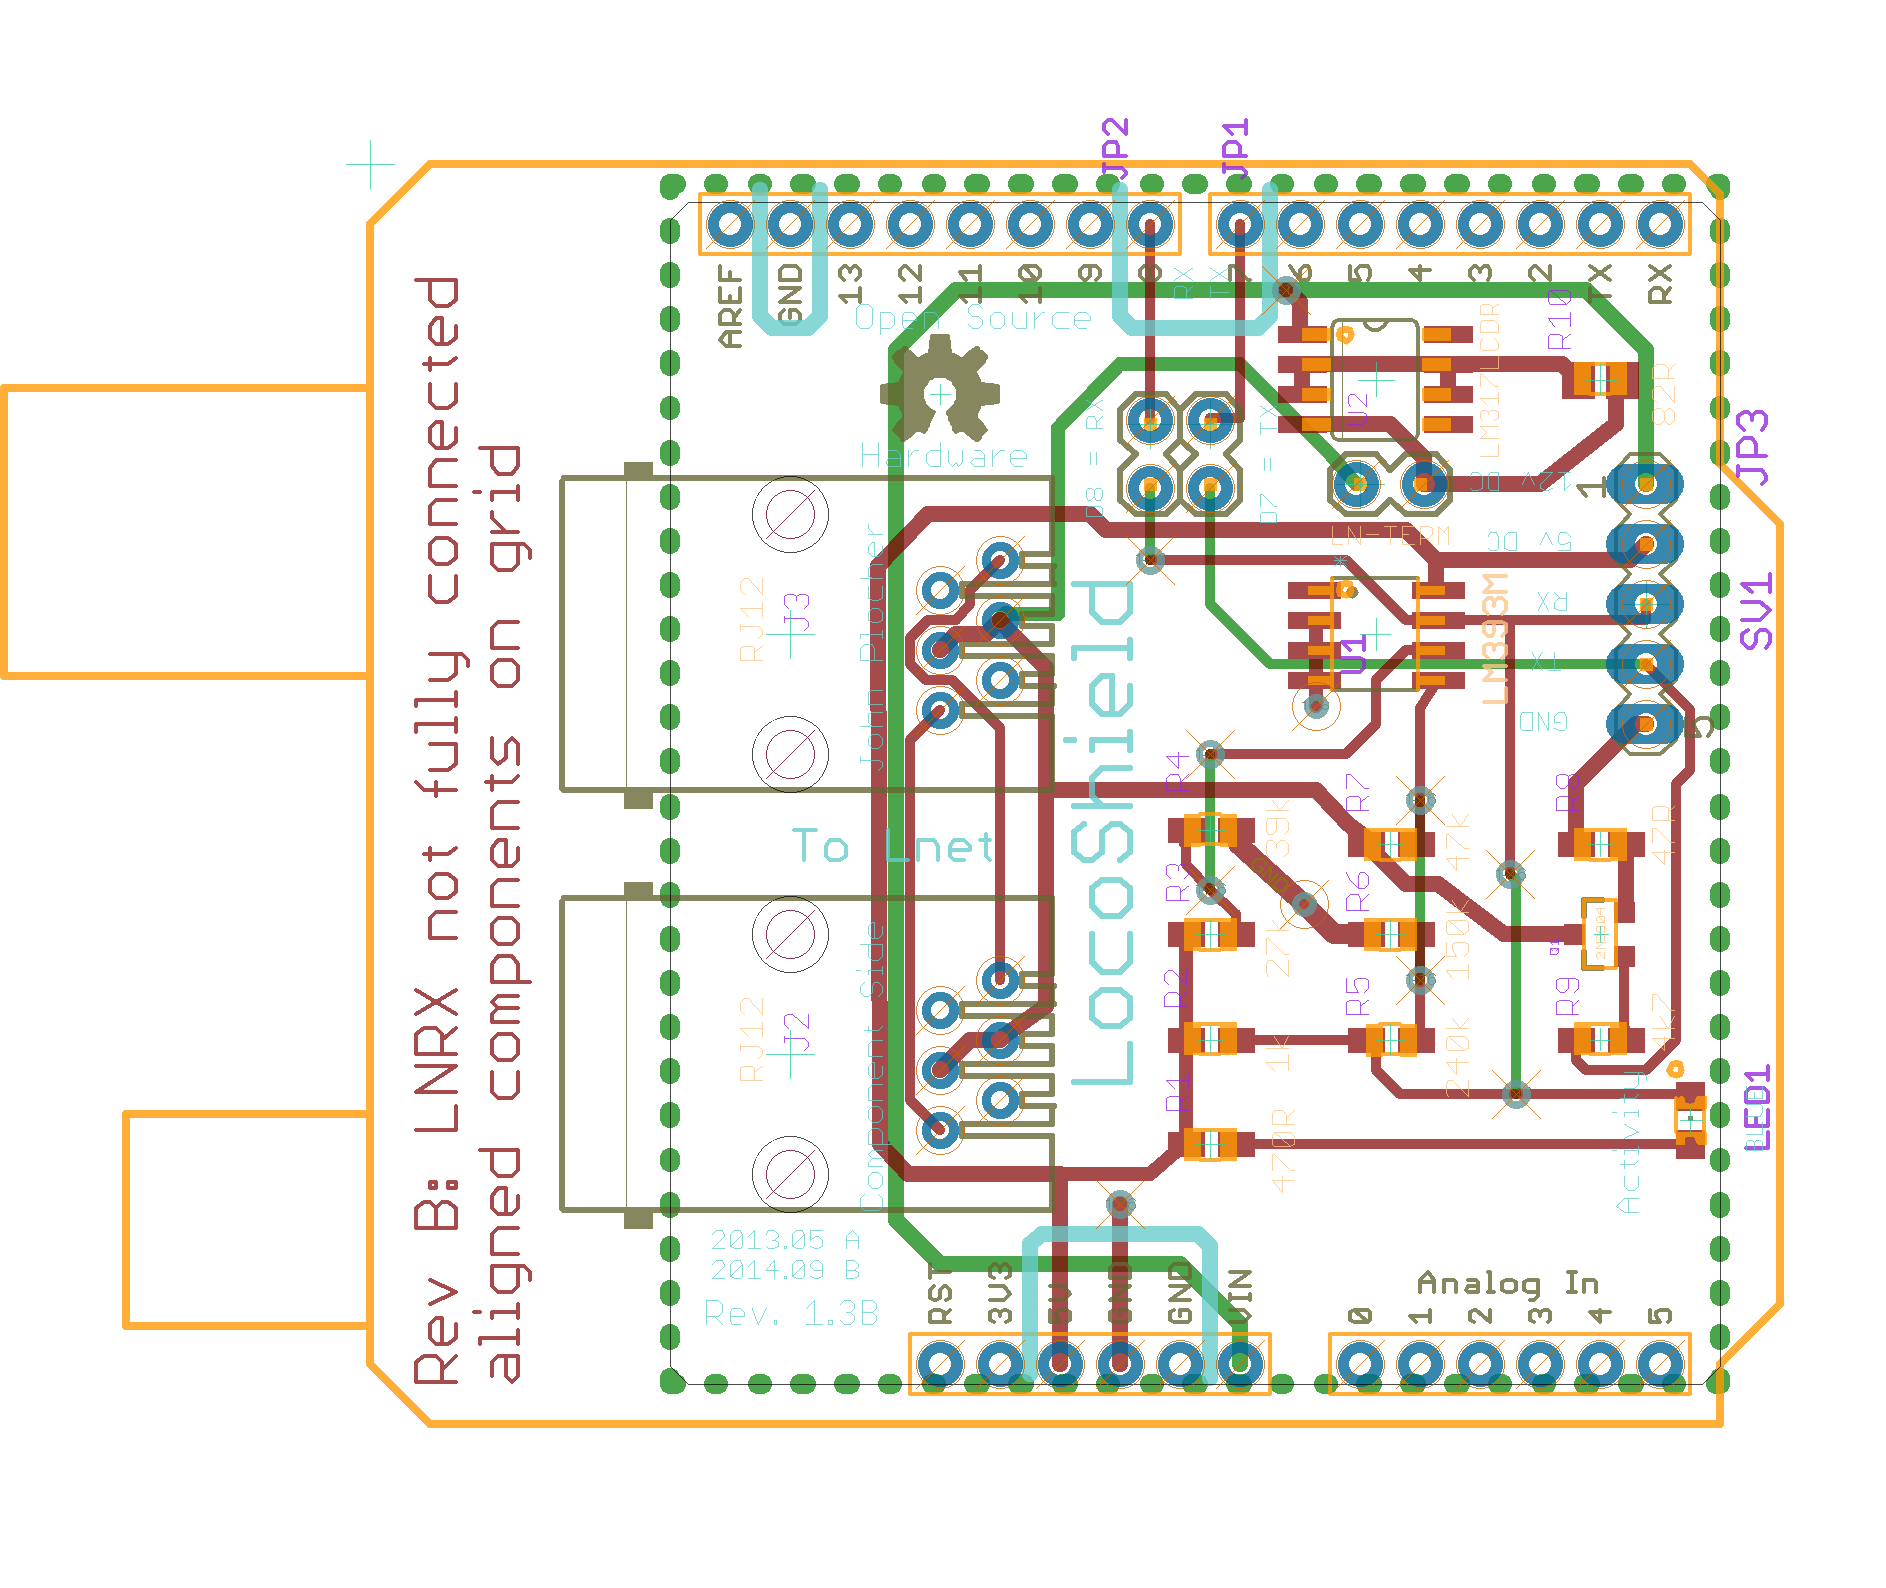 JP2
JP1
AREF
GND
13
12
11
10
9
8
7
6
5
4
3
2
TX
RX
RX
TX
Open Source
Hardware
D8 = RX
D7 = TX
U2
LM317LCDR
R10
82R
JP3
LN-TERM
12v DC
5v DC
RX
TX
GND
1
5
SV1
*
U1
LM393M
Rev B: LNRX not fully connected
aligned components on grid
RJ12
J3
John Plocher
LocoShield
To Lnet
RJ12
J2
Component Side
R4
39k
R3
27k
R2
1k
R1
470R
GND
R7
47k
R6
150k
R5
240k
R8
47R
Q1
2N3904
R9
4k7
LED1
BLUE
Activity
2013.05 A
2014.09 B
Rev. 1.3B
RST
3V3
5V
GND
GND
VIN
Analog In
0
1
2
3
4
5